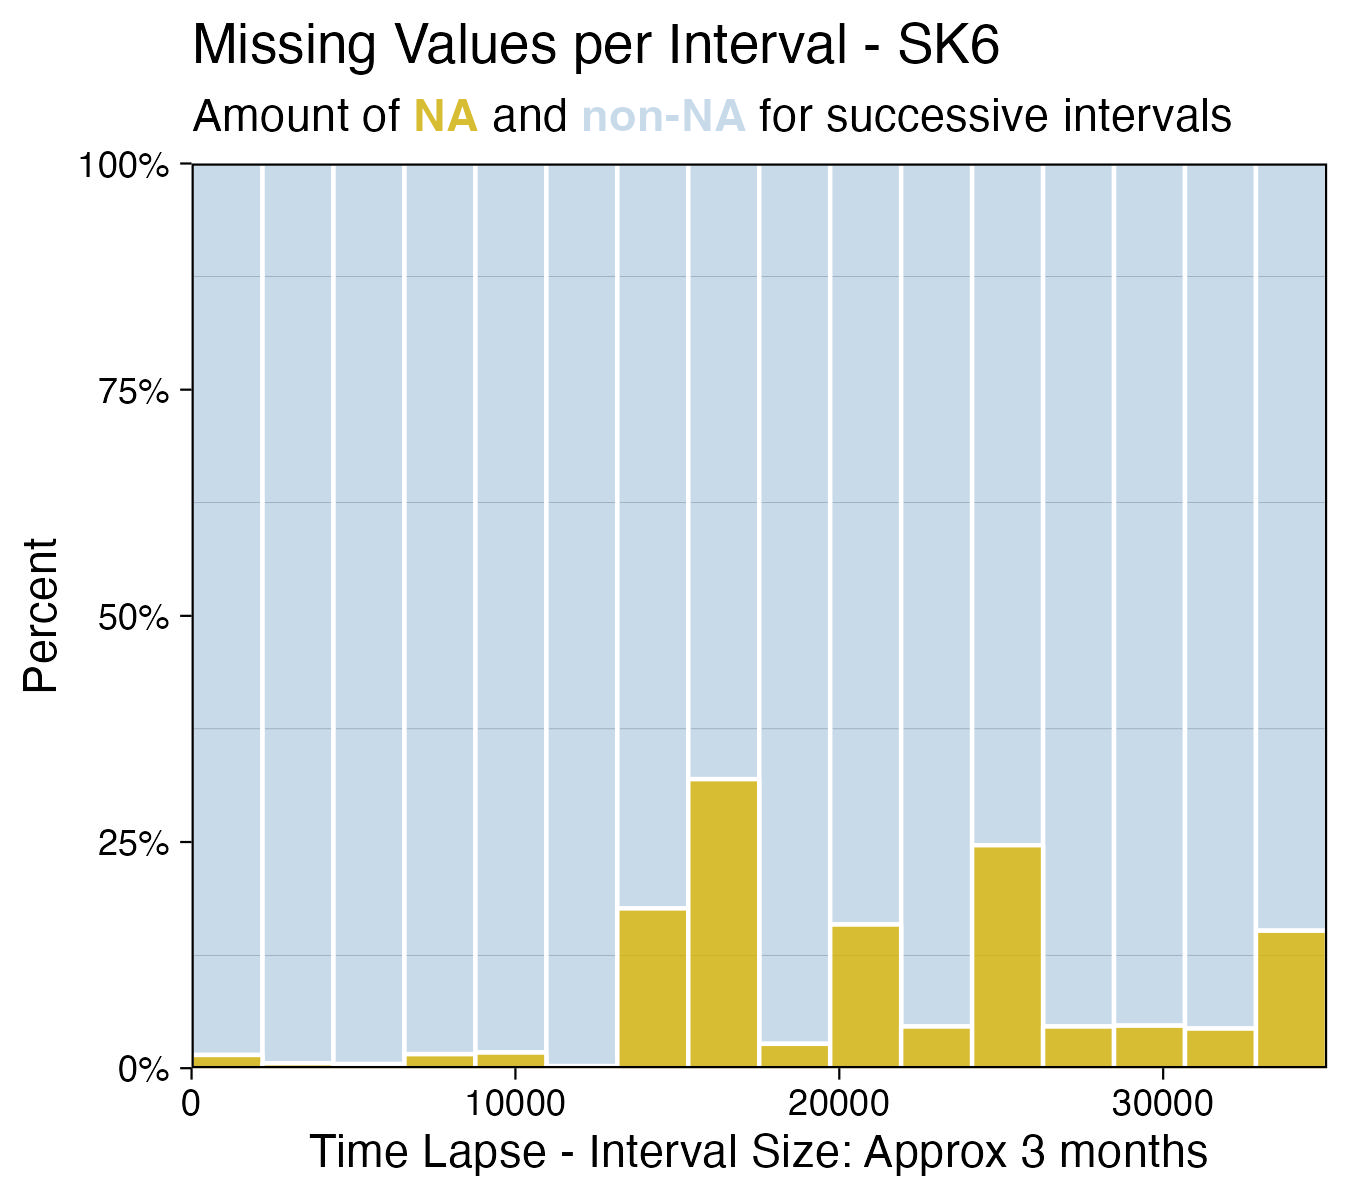 Missing Values per Interval - SK6
Amount of NA and non-NA for successive intervals
100%
75%
50%
25%
0%
Percent
0 10000 20000 30000
Time Lapse - Interval Size: Approx 3 months